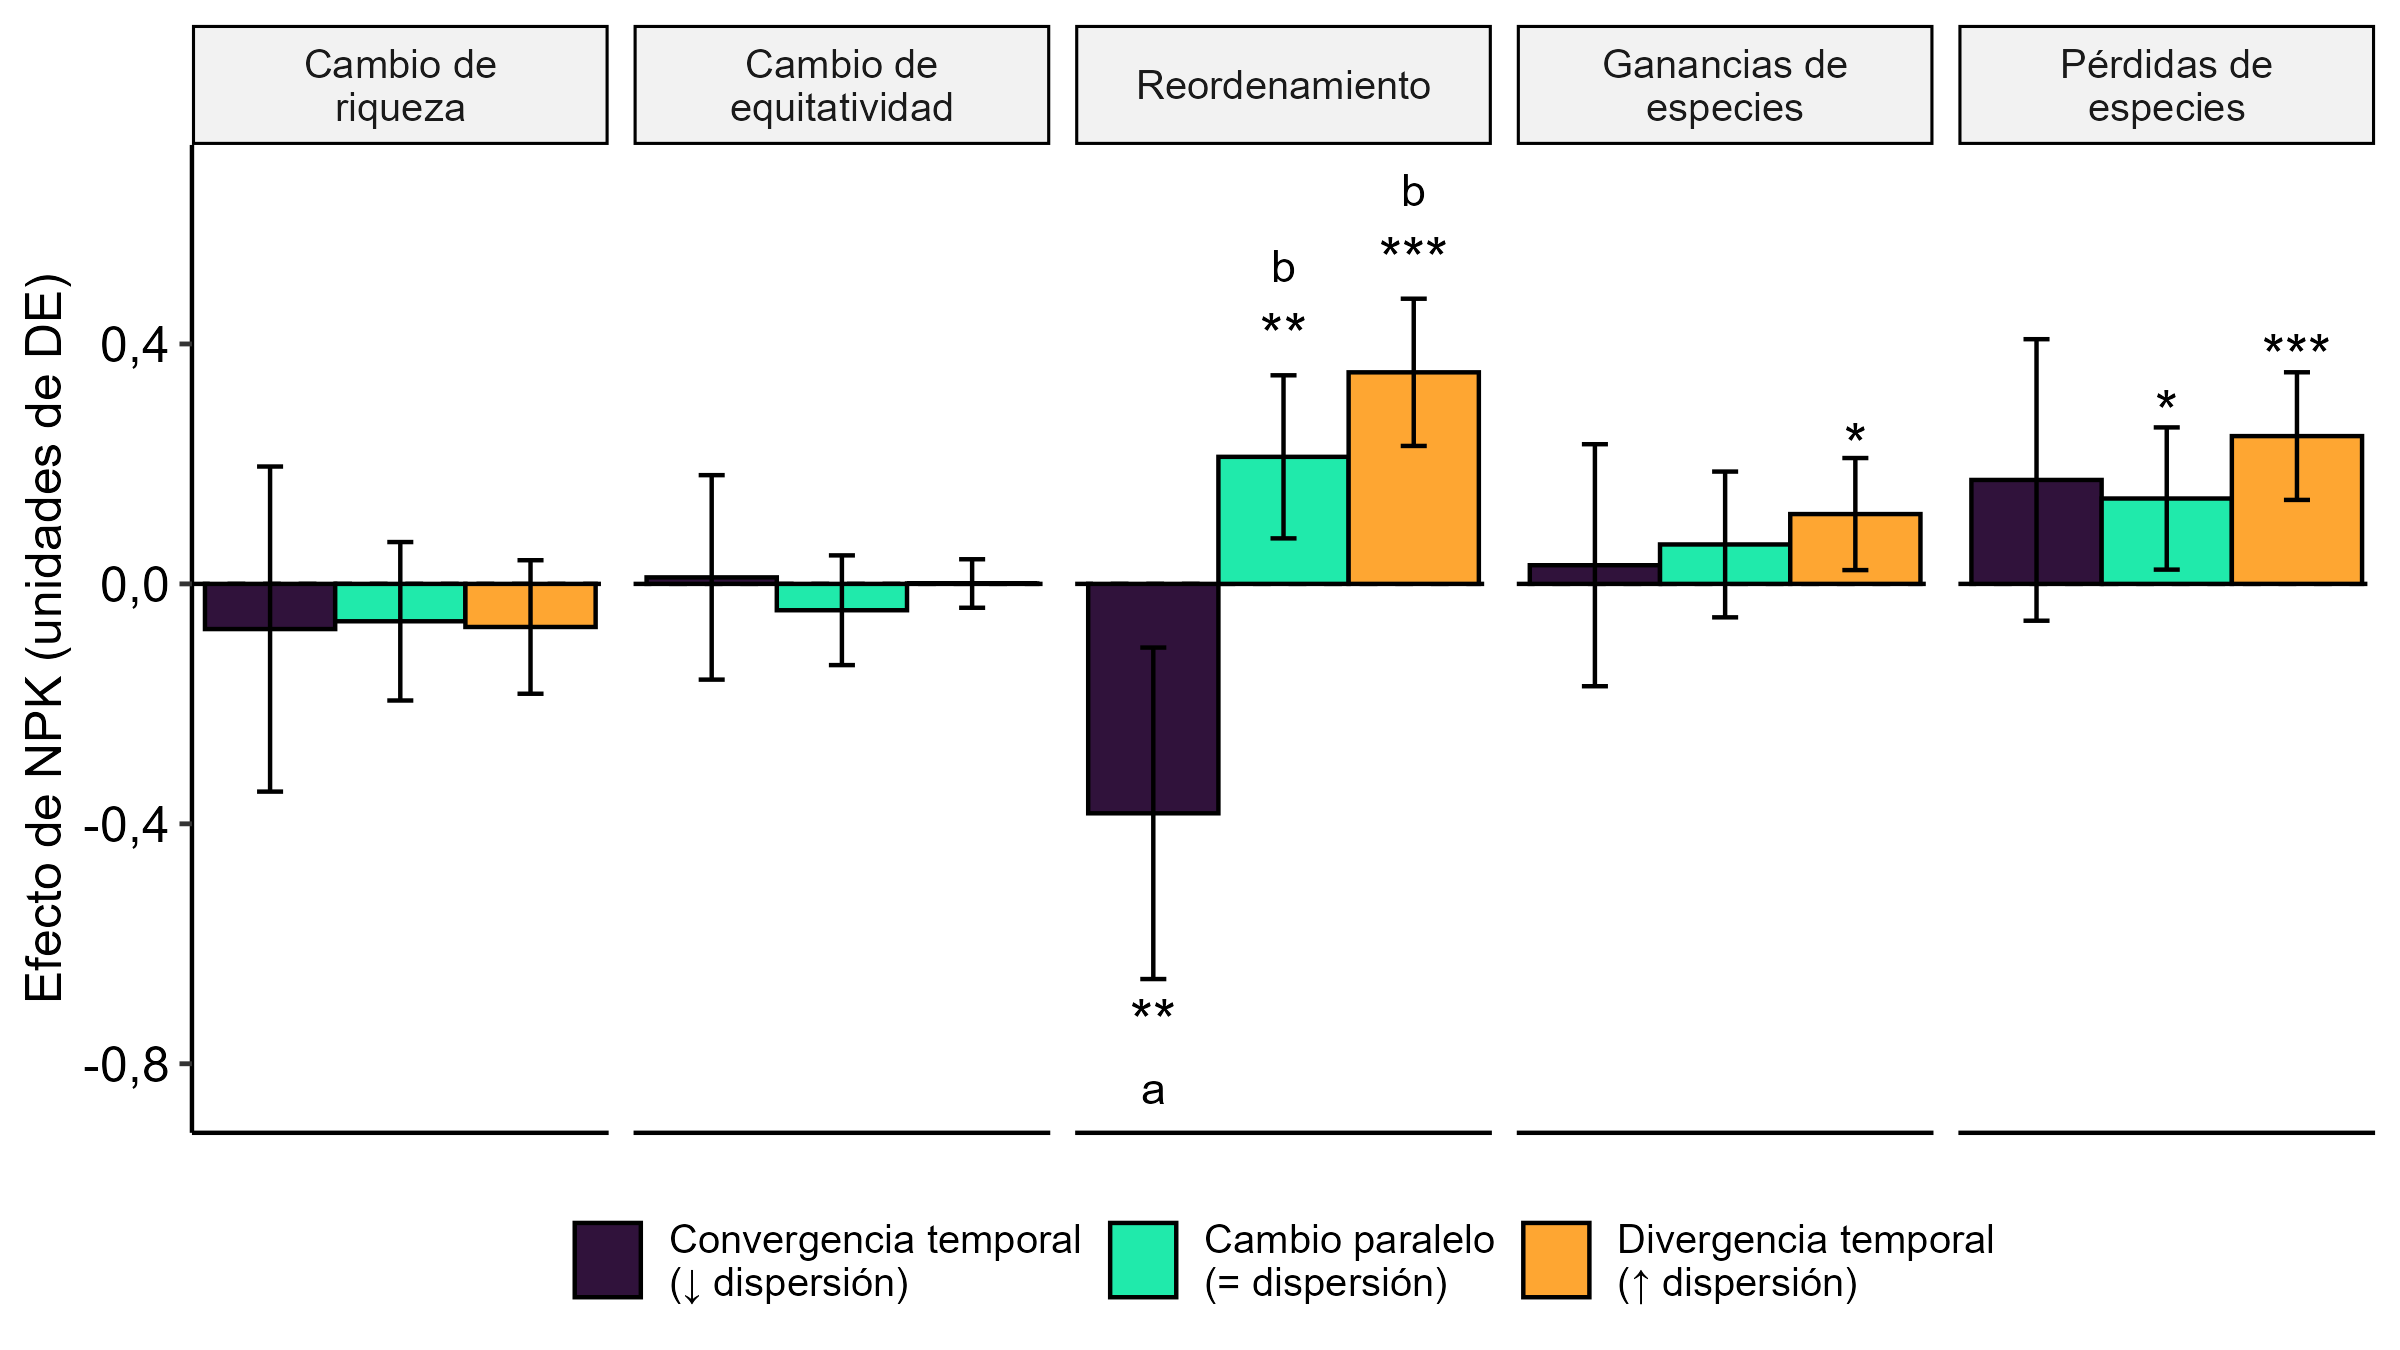 Cambio de
riqueza
Cambio de
equitatividad
Reordenamiento
Ganancias de
especies
Pérdidas de
especies
Efecto de NPK (unidades de DE)
0,4
0,0
-0,4
-0,8
b
b
***
**
**
a
*
*
***
Convergencia temporal
(↓ dispersión)
Cambio paralelo
(= dispersión)
Divergencia temporal
(↑ dispersión)